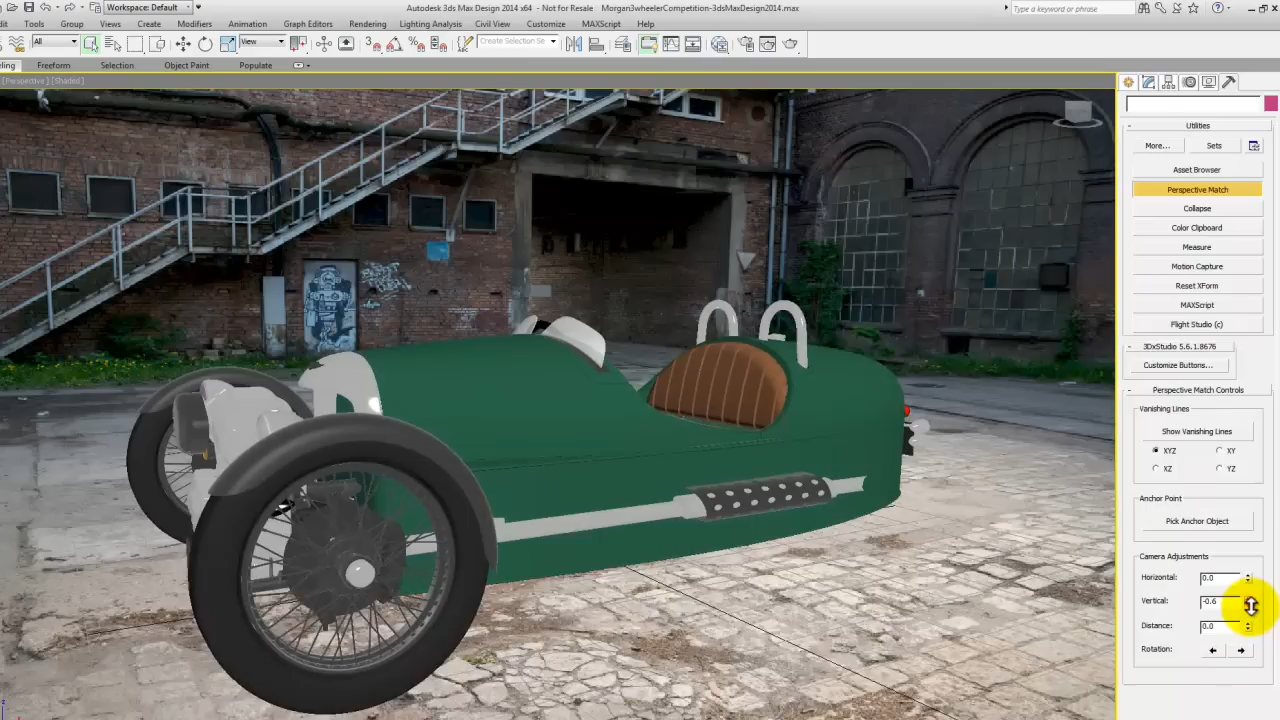 Workspace: Default
Autodesk 3ds Max Design 2014 x64 - Not for Resale Morgan3wheelerCompetition-3dsMaxDesign2014.max
Type a keyword or phrase
Tools Group Views Create Modifiers Animation Graph Editors Rendering Lighting Analysis Civil View Customize MAXScript Help
All View Create Selection Se
Freeform Selection Object Paint Populate
[Perspective] [Shaded]
Utilities
More... Sets
Asset Browser
Perspective Match
Collapse
Color Clipboard
Measure
Motion Capture
Reset XForm
MAXScript
Flight Studio (c)
3DxStudio 5.6.1.8676
Customize Buttons...
Perspective Match Controls
Vanishing Lines
Show Vanishing Lines
XYZ XY
XZ YZ
Anchor Point
Pick Anchor Object
Camera Adjustments
Horizontal: 0.0
Vertical: -0.6
Distance: 0.0
Rotation: